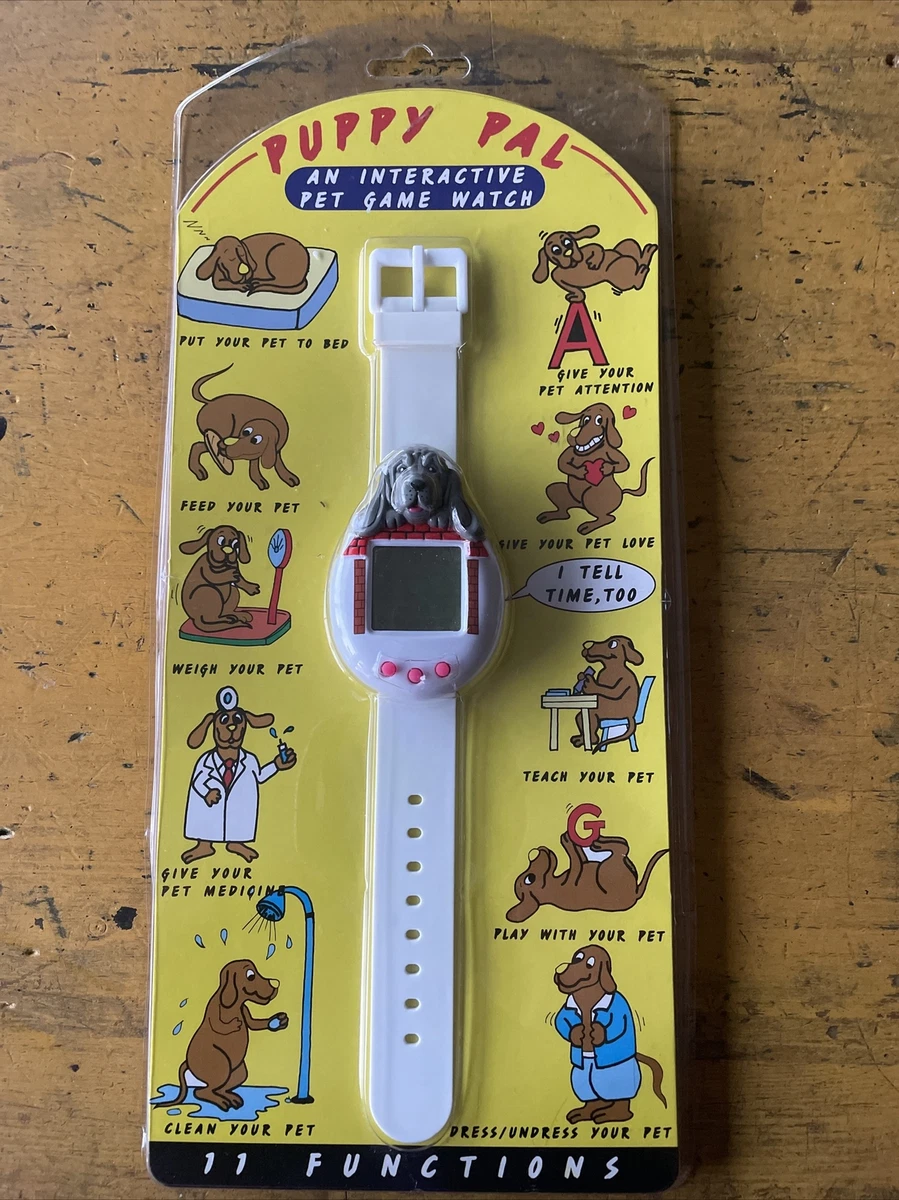 PUPPY PAL
AN INTERACTIVE
PET GAME WATCH
PUT YOUR PET TO BED
FEED YOUR PET
WEIGH YOUR PET
GIVE YOUR
PET MEDICINE
CLEAN YOUR PET
A
GIVE YOUR
PET ATTENTION
GIVE YOUR PET LOVE
I TELL
TIME, TOO
TEACH YOUR PET
G
PLAY WITH YOUR PET
DRESS/UNDRESS YOUR PET
11 FUNCTIONS